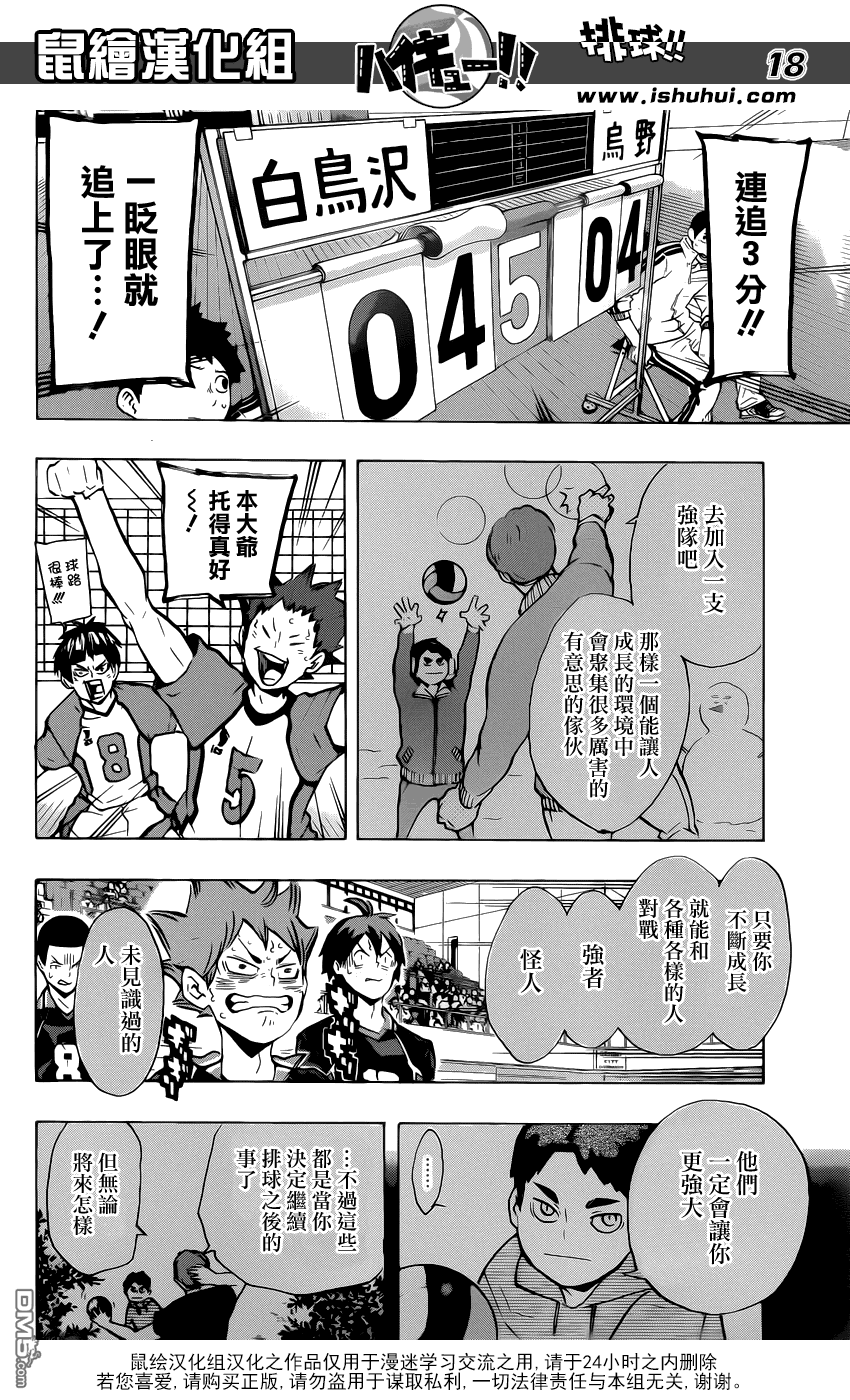 鼠繪漢化組
ハイキュー!!
排球!!
18
www.ishuhui.com
連追3分!!
白鳥沢
烏野
04
5
04
一眨眼就
追上了…!
去加入一支
強隊吧
那樣一個能讓人
成長的環境中
會聚集很多厲害的
有意思的傢伙
本大爺
托得真好
～～!
球路
很棒!!!
8
5
只要你
不斷成長
就能和
各種各樣的人
對戰
強者
怪人
未見識過的
人
他們
一定會讓你
更強大
……
…不過這些
都是當你
決定繼續
排球之後的
事了
但無論
將來怎樣
DM5.com
鼠绘汉化组汉化之作品仅用于漫迷学习交流之用, 请于24小时之内删除
若您喜爱, 请购买正版, 请勿盗用于谋取私利, 一切法律责任与本组无关, 谢谢。